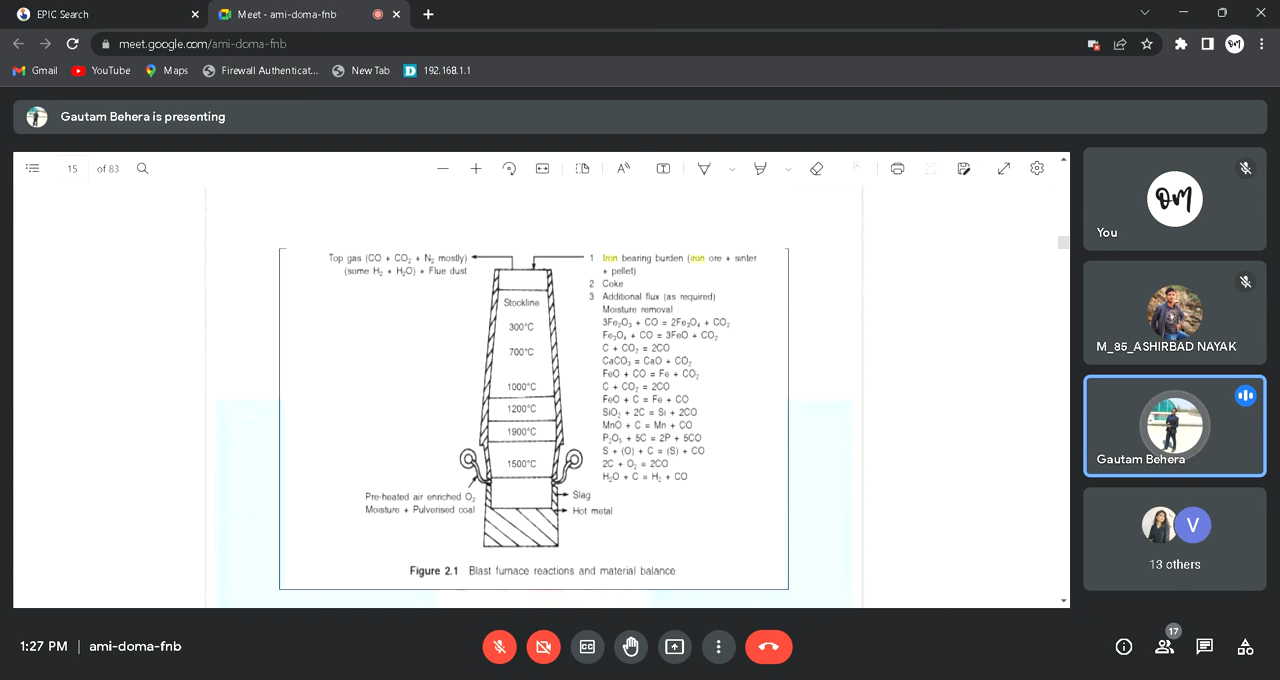 EPIC Search
Meet - ami-doma-fnb
meet.google.com/ami-doma-fnb
Gmail
YouTube
Maps
Firewall Authenticat...
New Tab
192.168.1.1
Gautam Behera is presenting
15 of 83
Top gas (CO + CO₂ + N₂ mostly)
(some H₂ + H₂O) + Flue dust
Stockline
300°C
700°C
1000°C
1200°C
1900°C
1500°C
1 Iron bearing burden (iron ore + sinter
+ pellet)
2 Coke
3 Additional flux (as required)
Moisture removal
3Fe₂O₃ + CO = 2Fe₃O₄ + CO₂
Fe₃O₄ + CO = 3FeO + CO₂
C + CO₂ = 2CO
CaCO₃ = CaO + CO₂
FeO + CO = Fe + CO₂
C + CO₂ = 2CO
FeO + C = Fe + CO
SiO₂ + 2C = Si + 2CO
MnO + C = Mn + CO
P₂O₅ + 5C = 2P + 5CO
S + (O) + C = (S) + CO
2C + O₂ = 2CO
H₂O + C = H₂ + CO
Pre-heated air enriched O₂
Moisture + Pulverised coal
Slag
Hot metal
Figure 2.1 Blast furnace reactions and material balance
DM
You
M_85_ASHIRBAD NAYAK
Gautam Behera
V
13 others
1:27 PM | ami-doma-fnb
17